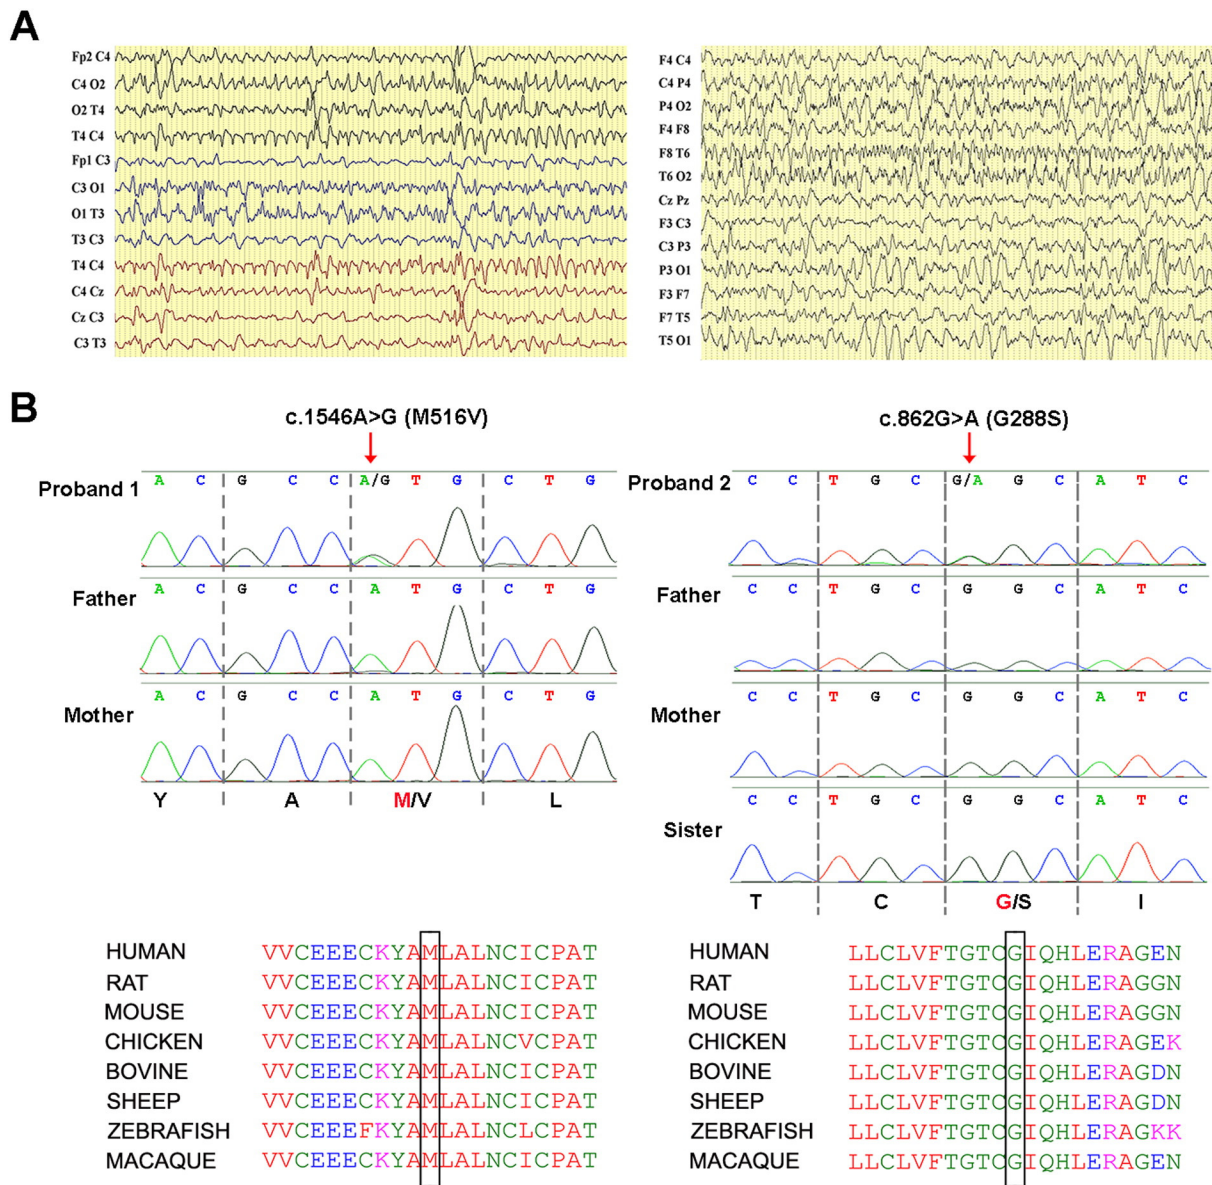 A
Fp2 C4
C4 O2
O2 T4
T4 C4
Fp1 C3
C3 O1
O1 T3
T3 C3
T4 C4
C4 Cz
Cz C3
C3 T3
F4 C4
C4 P4
P4 O2
F4 F8
F8 T6
T6 O2
Cz Pz
F3 C3
C3 P3
P3 O1
F3 F7
F7 T5
T5 O1
B
c.1546A>G (M516V)
Proband 1
A C G C C A/G T G C T G
Father
A C G C C A T G C T G
Mother
A C G C C A T G C T G
Y A M/V L
c.862G>A (G288S)
Proband 2
C C T G C G/A G C A T C
Father
C C T G C G G C A T C
Mother
C C T G C G G C A T C
Sister
C C T G C G G C A T C
T C G/S I
HUMAN VVCEEECKYAMLALNCICPAT
RAT VVCEEECKYAMLALNCICPAT
MOUSE VVCEEECKYAMLALNCICPAT
CHICKEN VVCEEECKYAMLALNCVCPAT
BOVINE VVCEEECKYAMLALNCICPAT
SHEEP VVCEEECKYAMLALNCICPAT
ZEBRAFISH VVCEEEFKYAMLALNCLCPAT
MACAQUE VVCEEECKYAMLALNCICPAT
HUMAN LLCLVFTGTCGIQHLERAGEN
RAT LLCLVFTGTCGIQHLERAGGN
MOUSE LLCLVFTGTCGIQHLERAGGN
CHICKEN LLCLVFTGTCGIQHLERAGEK
BOVINE LLCLVFTGTCGIQHLERAGDN
SHEEP LLCLVFTGTCGIQHLERAGDN
ZEBRAFISH LLCLVFTGTCGIQHLERAGKK
MACAQUE LLCLVFTGTCGIQHLERAGEN